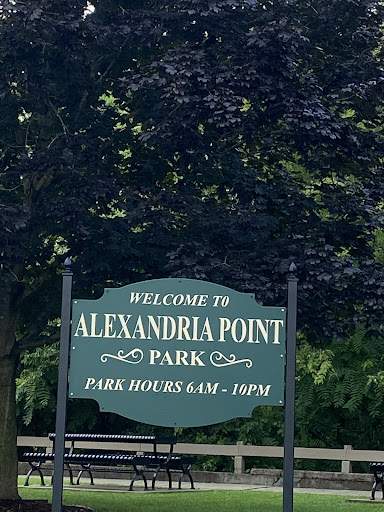 WELCOME TO
ALEXANDRIA POINT
PARK
PARK HOURS 6AM - 10PM